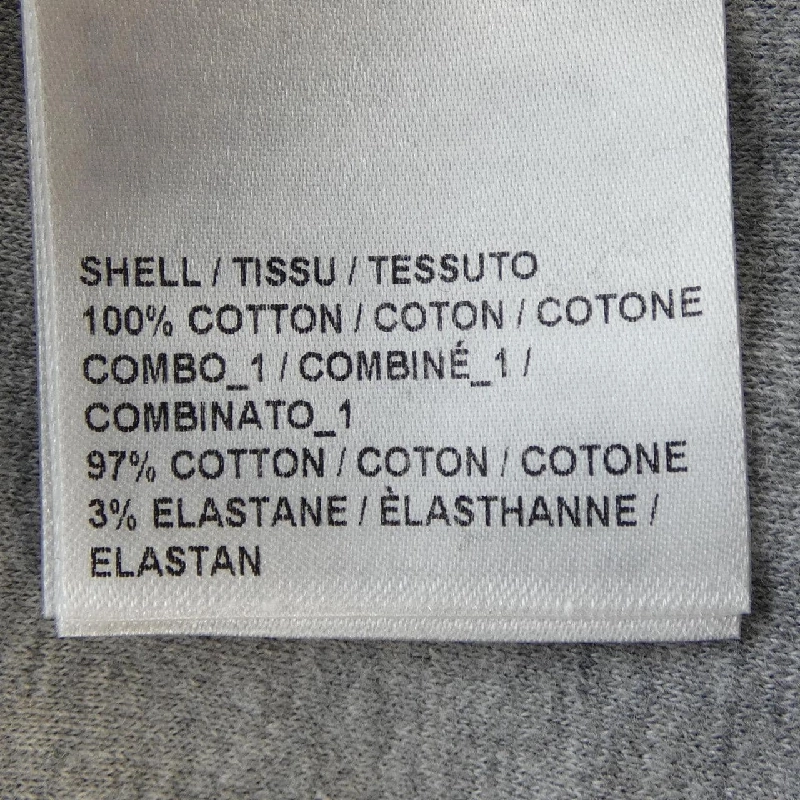 SHELL / TISSU / TESSUTO
100% COTTON / COTON / COTONE
COMBO_1 / COMBINÉ_1 /
COMBINATO_1
97% COTTON / COTON / COTONE
3% ELASTANE / ÈLASTHANNE /
ELASTAN